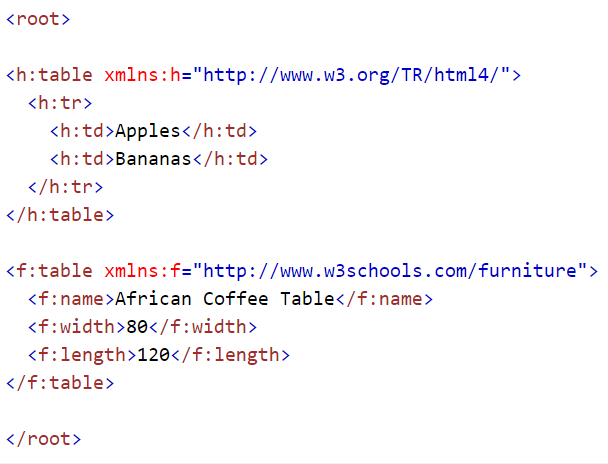 <root>
<h:table xmlns:h="http://www.w3.org/TR/html4/">
<h:tr>
<h:td>Apples</h:td>
<h:td>Bananas</h:td>
</h:tr>
</h:table>
<f:table xmlns:f="http://www.w3schools.com/furniture">
<f:name>African Coffee Table</f:name>
<f:width>80</f:width>
<f:length>120</f:length>
</f:table>
</root>